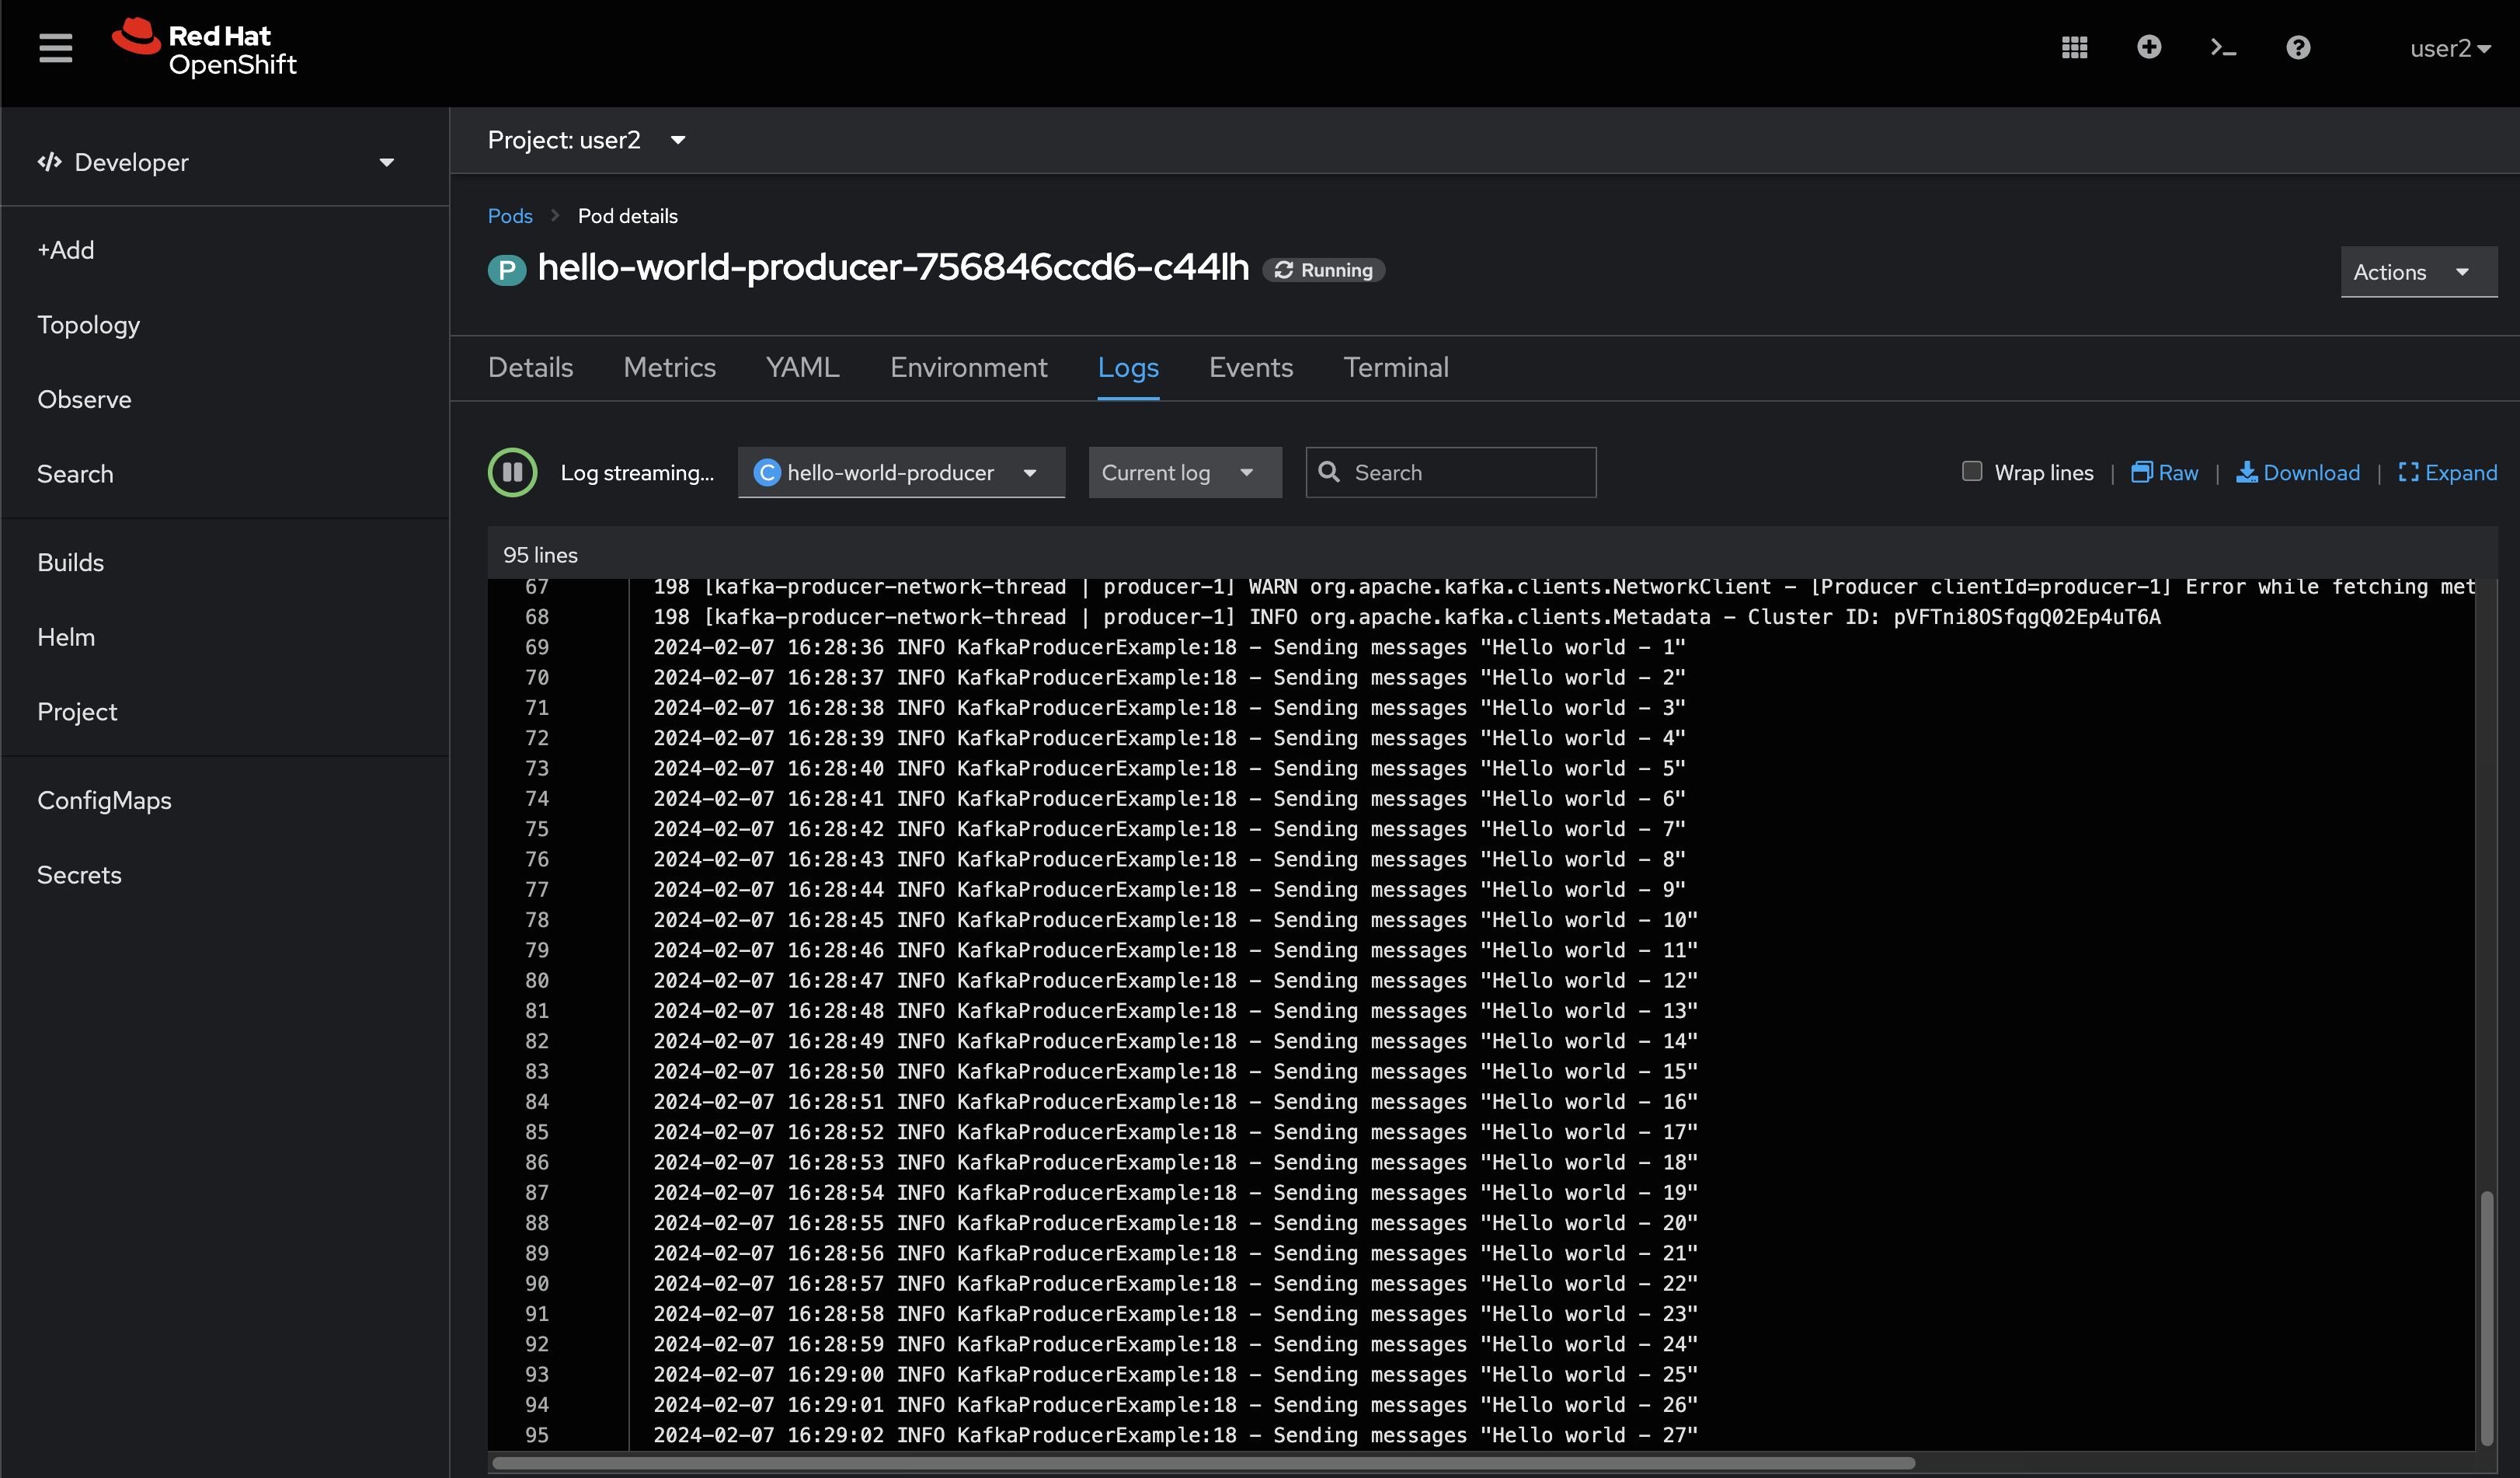 Red Hat
OpenShift
user2
Developer
+Add
Topology
Observe
Search
Builds
Helm
Project
ConfigMaps
Secrets
Project: user2
Pods > Pod details
P hello-world-producer-756846ccd6-c44lh Running
Actions
Details Metrics YAML Environment Logs Events Terminal
Log streaming... C hello-world-producer Current log Search Wrap lines | Raw | Download | Expand
95 lines
67 198 [kafka-producer-network-thread | producer-1] WARN org.apache.kafka.clients.NetworkClient - [Producer clientId=producer-1] Error while fetching met
68 198 [kafka-producer-network-thread | producer-1] INFO org.apache.kafka.clients.Metadata - Cluster ID: pVFTni8OSfqgQ02Ep4uT6A
69 2024-02-07 16:28:36 INFO KafkaProducerExample:18 - Sending messages "Hello world - 1"
70 2024-02-07 16:28:37 INFO KafkaProducerExample:18 - Sending messages "Hello world - 2"
71 2024-02-07 16:28:38 INFO KafkaProducerExample:18 - Sending messages "Hello world - 3"
72 2024-02-07 16:28:39 INFO KafkaProducerExample:18 - Sending messages "Hello world - 4"
73 2024-02-07 16:28:40 INFO KafkaProducerExample:18 - Sending messages "Hello world - 5"
74 2024-02-07 16:28:41 INFO KafkaProducerExample:18 - Sending messages "Hello world - 6"
75 2024-02-07 16:28:42 INFO KafkaProducerExample:18 - Sending messages "Hello world - 7"
76 2024-02-07 16:28:43 INFO KafkaProducerExample:18 - Sending messages "Hello world - 8"
77 2024-02-07 16:28:44 INFO KafkaProducerExample:18 - Sending messages "Hello world - 9"
78 2024-02-07 16:28:45 INFO KafkaProducerExample:18 - Sending messages "Hello world - 10"
79 2024-02-07 16:28:46 INFO KafkaProducerExample:18 - Sending messages "Hello world - 11"
80 2024-02-07 16:28:47 INFO KafkaProducerExample:18 - Sending messages "Hello world - 12"
81 2024-02-07 16:28:48 INFO KafkaProducerExample:18 - Sending messages "Hello world - 13"
82 2024-02-07 16:28:49 INFO KafkaProducerExample:18 - Sending messages "Hello world - 14"
83 2024-02-07 16:28:50 INFO KafkaProducerExample:18 - Sending messages "Hello world - 15"
84 2024-02-07 16:28:51 INFO KafkaProducerExample:18 - Sending messages "Hello world - 16"
85 2024-02-07 16:28:52 INFO KafkaProducerExample:18 - Sending messages "Hello world - 17"
86 2024-02-07 16:28:53 INFO KafkaProducerExample:18 - Sending messages "Hello world - 18"
87 2024-02-07 16:28:54 INFO KafkaProducerExample:18 - Sending messages "Hello world - 19"
88 2024-02-07 16:28:55 INFO KafkaProducerExample:18 - Sending messages "Hello world - 20"
89 2024-02-07 16:28:56 INFO KafkaProducerExample:18 - Sending messages "Hello world - 21"
90 2024-02-07 16:28:57 INFO KafkaProducerExample:18 - Sending messages "Hello world - 22"
91 2024-02-07 16:28:58 INFO KafkaProducerExample:18 - Sending messages "Hello world - 23"
92 2024-02-07 16:28:59 INFO KafkaProducerExample:18 - Sending messages "Hello world - 24"
93 2024-02-07 16:29:00 INFO KafkaProducerExample:18 - Sending messages "Hello world - 25"
94 2024-02-07 16:29:01 INFO KafkaProducerExample:18 - Sending messages "Hello world - 26"
95 2024-02-07 16:29:02 INFO KafkaProducerExample:18 - Sending messages "Hello world - 27"